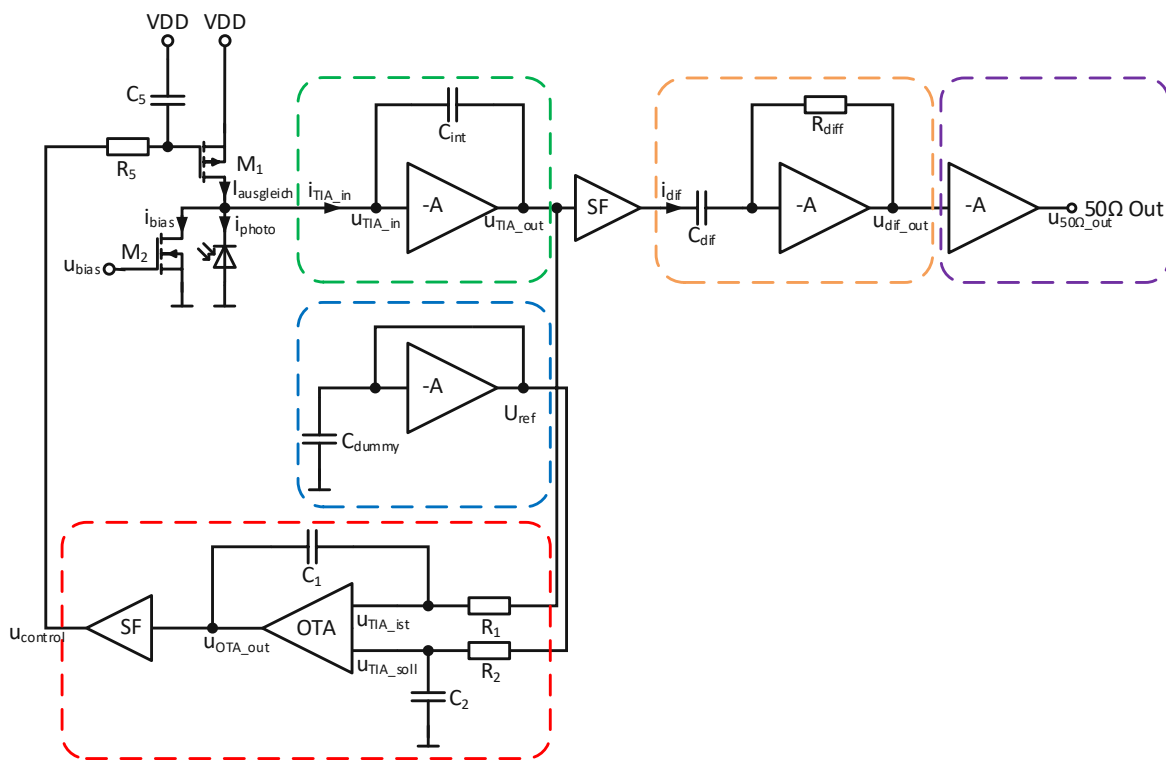 VDD VDD
C5
Cint
Rdiff
R5
M1
Iausgleich
iTIA_in
-A
SF
idif
-A
-A
50Ω Out
ibias
iphoto
uTIA_in
uTIA_out
Cdif
udif_out
u50Ω_out
M2
ubias
-A
Uref
Cdummy
C1
SF
OTA
uTIA_ist
R1
ucontrol
uOTA_out
uTIA_soll
R2
C2